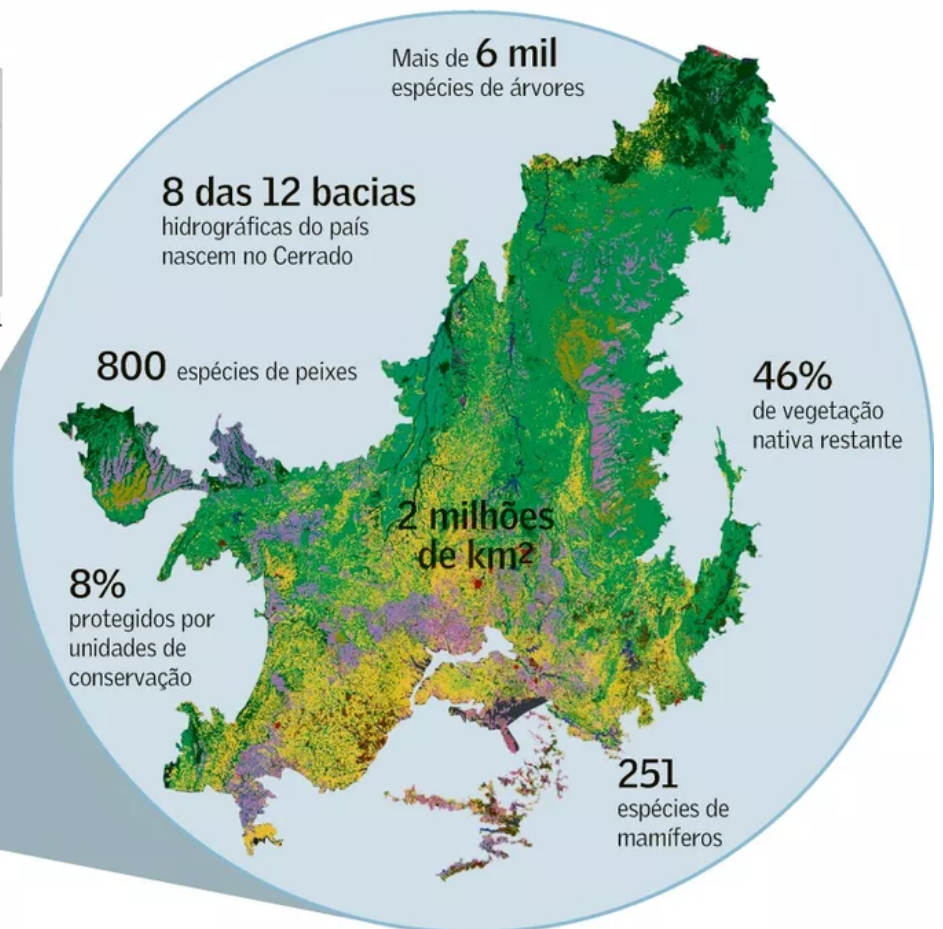 Mais de 6 mil
espécies de árvores
8 das 12 bacias
hidrográficas do país
nascem no Cerrado
800 espécies de peixes
46%
de vegetação
nativa restante
2 milhões
de km²
8%
protegidos por
unidades de
conservação
251
espécies de
mamíferos